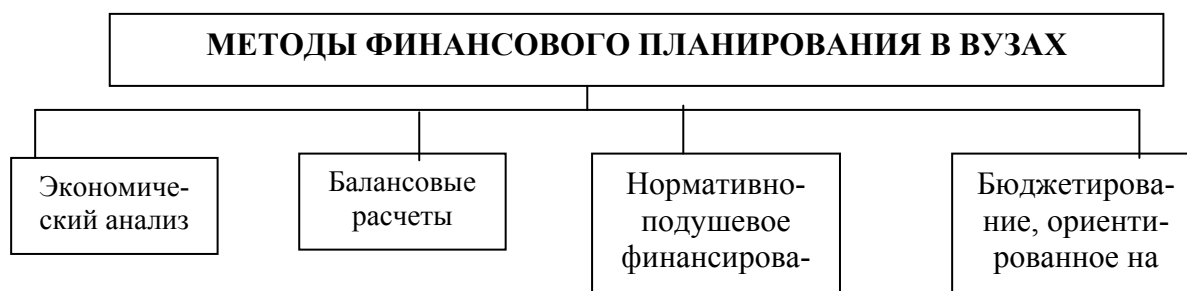 МЕТОДЫ ФИНАНСОВОГО ПЛАНИРОВАНИЯ В ВУЗАХ
Экономиче-
ский анализ
Балансовые
расчеты
Нормативно-
подушевое
финансирова-
Бюджетирова-
ние, ориенти-
рованное на